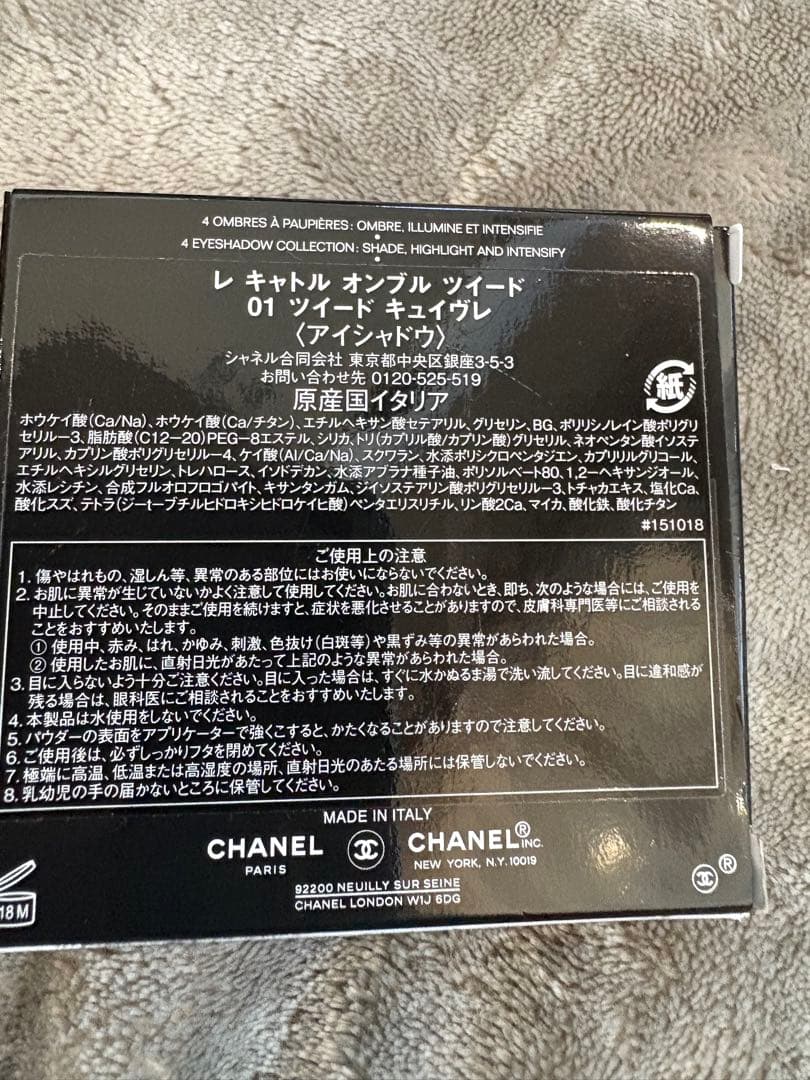 4 OMBRES À PAUPIÈRES : OMBRE, ILLUMINE ET INTENSIFIE
4 EYESHADOW COLLECTION : SHADE, HIGHLIGHT AND INTENSIFY
レ キャトル オンブル ツイード
01 ツイード キュイヴレ
〈アイシャドウ〉
シャネル合同会社 東京都中央区銀座3-5-3
お問い合わせ先 0120-525-519
原産国イタリア
紙
ホウケイ酸(Ca/Na)、ホウケイ酸(Ca/チタン)、エチルヘキサン酸セテアリル、グリセリン、BG、ポリリシノレイン酸ポリグリ
セリル-3、脂肪酸(C12-20)PEG-8エステル、シリカ、トリ(カプリル酸/カプリン酸)グリセリル、ネオペンタン酸イソステ
アリル、カプリン酸ポリグリセリル-4、ケイ酸(Al/Ca/Na)、スクワラン、水添ポリシクロペンタジエン、カプリリルグリコール、
エチルヘキシルグリセリン、トレハロース、イソドデカン、水添アブラナ種子油、ポリソルベート80、1,2-ヘキサンジオール、
水添レシチン、合成フルオロフロゴパイト、キサンタンガム、ジイソステアリン酸ポリグリセリル-3、トチャカエキス、塩化Ca、
酸化スズ、テトラ(ジ-t-ブチルヒドロキシヒドロケイヒ酸)ペンタエリスリチル、リン酸2Ca、マイカ、酸化鉄、酸化チタン
#151018
ご使用上の注意
1. 傷やはれもの、湿しん等、異常のある部位にはお使いにならないでください。
2. お肌に異常が生じていないかよく注意して使用してください。お肌に合わないとき、即ち、次のような場合には、ご使用を
中止してください。そのままご使用を続けますと、症状を悪化させることがありますので、皮膚科専門医等にご相談される
ことをおすすめいたします。
① 使用中、赤み、はれ、かゆみ、刺激、色抜け(白斑等)や黒ずみ等の異常があらわれた場合。
② 使用したお肌に、直射日光があたって上記のような異常があらわれた場合。
3. 目に入らないよう十分ご注意ください。目に入った場合は、すぐに水かぬるま湯で洗い流してください。目に違和感が
残る場合は、眼科医にご相談されることをおすすめいたします。
4. 本製品は水使用をしないでください。
5. パウダーの表面をアプリケーターで強くこすると、かたくなることがありますので注意してください。
6. ご使用後は、必ずしっかりフタを閉めてください。
7. 極端に高温、低温または高湿度の場所、直射日光のあたる場所には保管しないでください。
8. 乳幼児の手の届かないところに保管してください。
MADE IN ITALY
CHANEL
PARIS
CHANEL® INC.
NEW YORK, N.Y. 10019
92200 NEUILLY SUR SEINE
CHANEL LONDON W1J 6DG
18 M
®